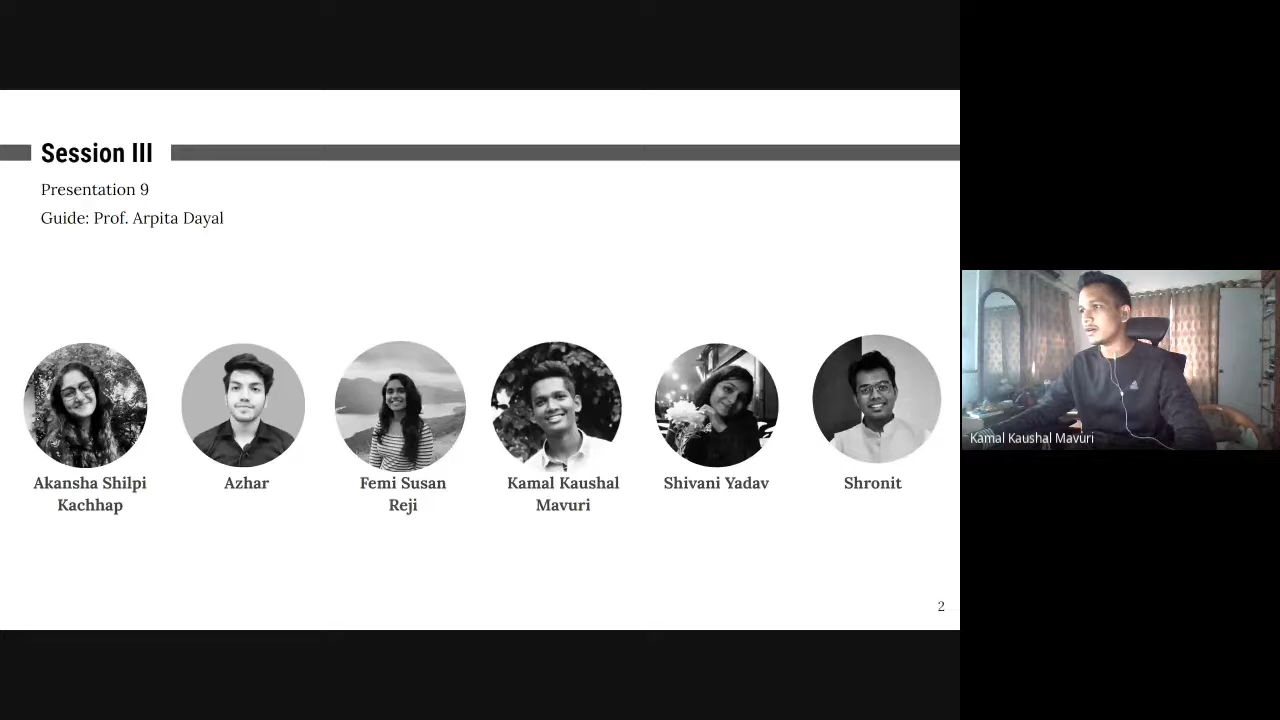 Session III
Presentation 9
Guide: Prof. Arpita Dayal
Akansha Shilpi
Kachhap
Azhar
Femi Susan
Reji
Kamal Kaushal
Mavuri
Shivani Yadav
Shronit
2
Kamal Kaushal Mavuri